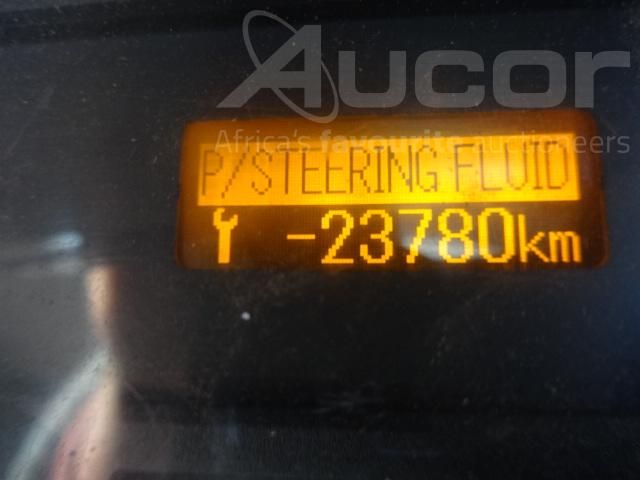 Aucor
Africa's favourite auctioneers
P/STEERING FLUID
-23780km